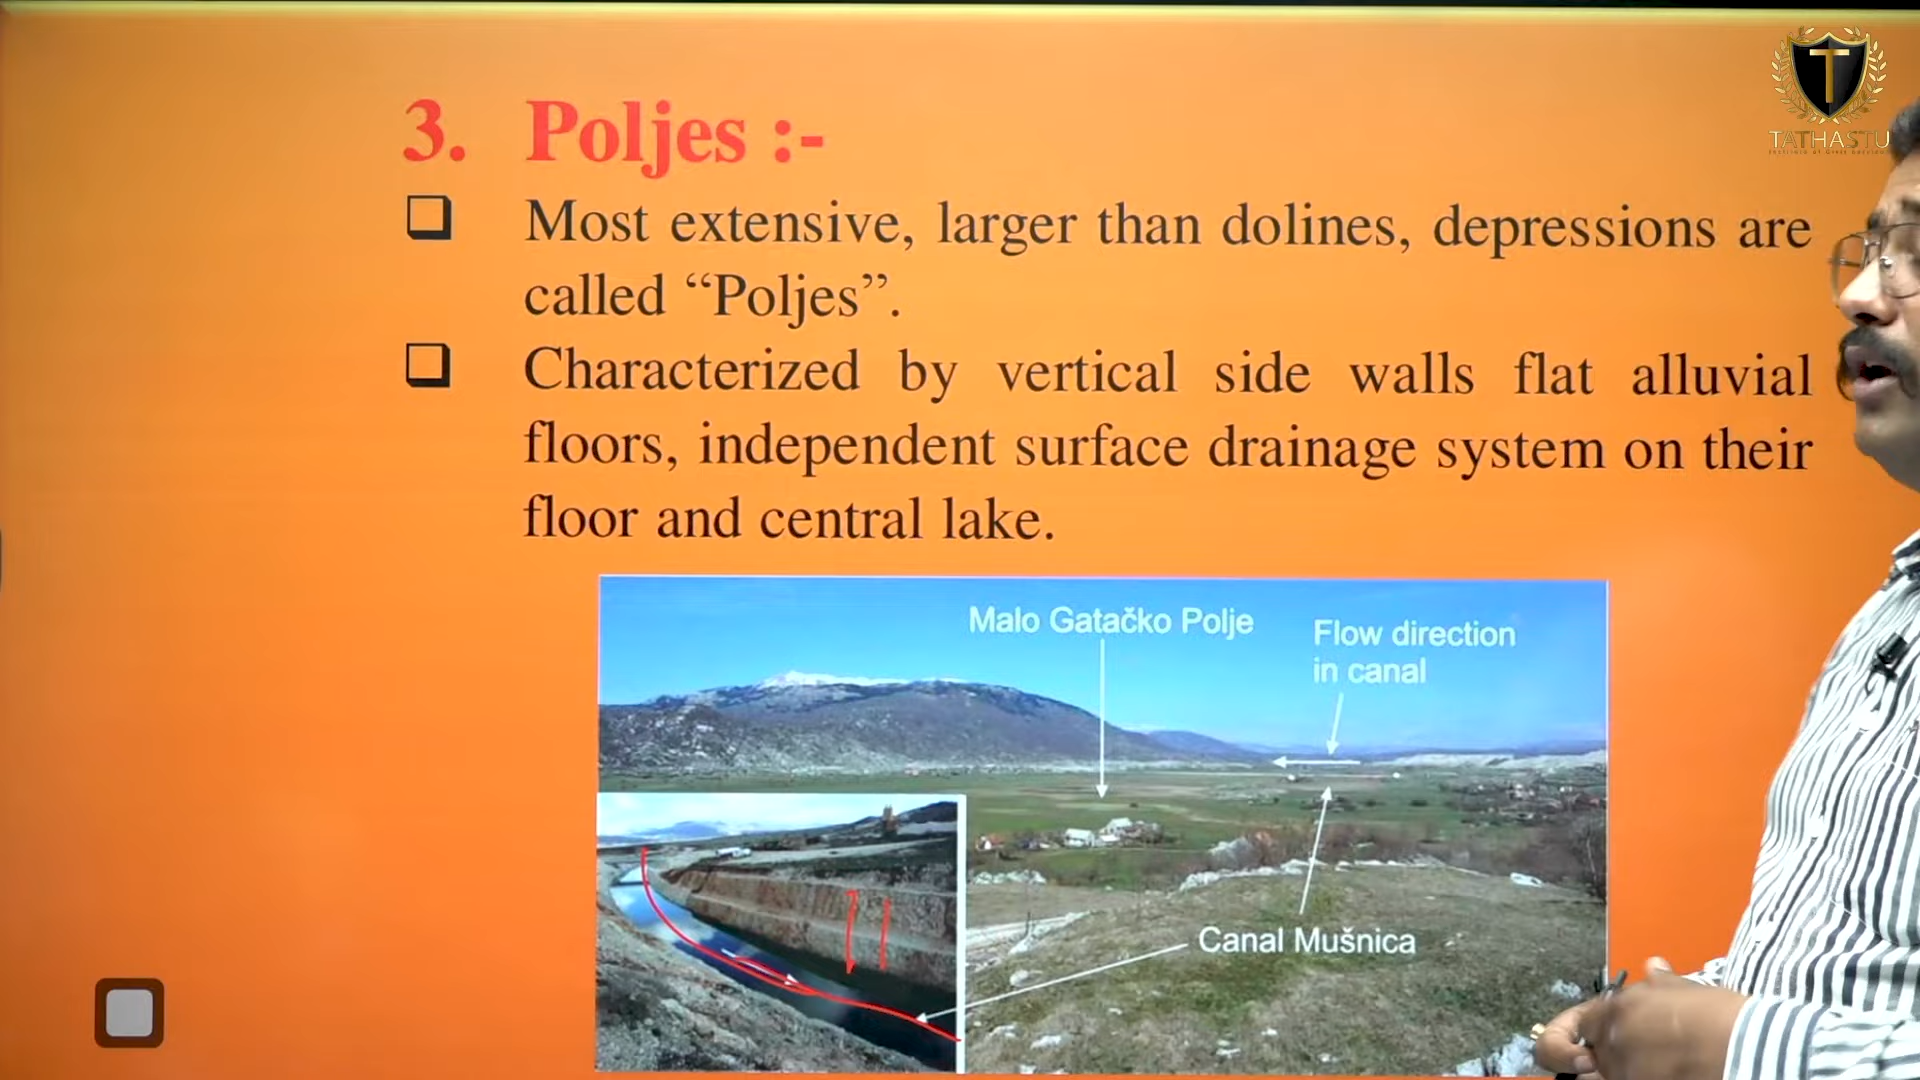 T
TATHASTU
3. Poljes :-
❑ Most extensive, larger than dolines, depressions are
called “Poljes”.
❑ Characterized by vertical side walls flat alluvial
floors, independent surface drainage system on their
floor and central lake.
Malo Gatačko Polje
Flow direction
in canal
Canal Mušnica